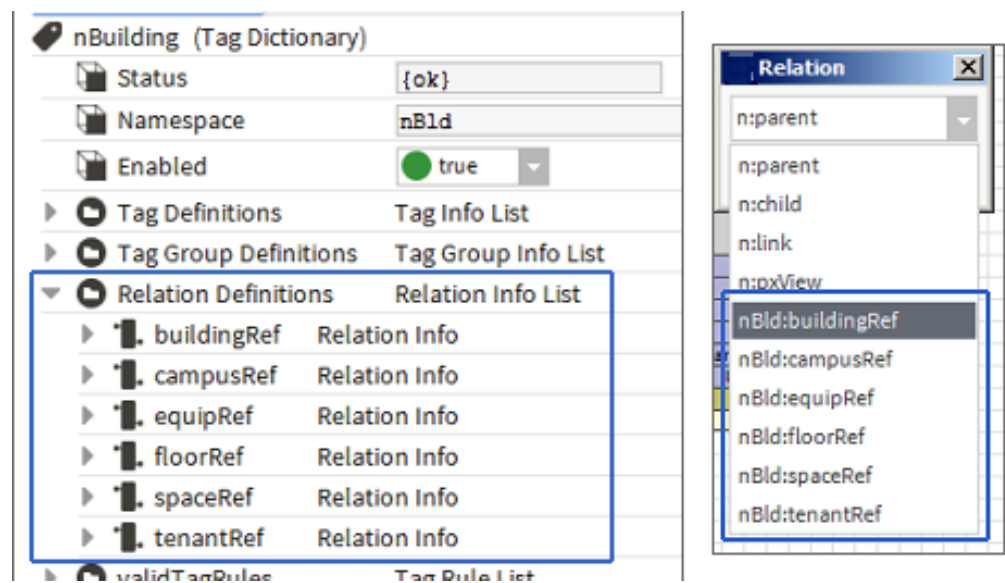 nBuilding (Tag Dictionary)
Status {ok}
Namespace nBld
Enabled true
Tag Definitions Tag Info List
Tag Group Definitions Tag Group Info List
Relation Definitions Relation Info List
buildingRef Relation Info
campusRef Relation Info
equipRef Relation Info
floorRef Relation Info
spaceRef Relation Info
tenantRef Relation Info
validTagRules Tag Rule List
Relation
n:parent
n:parent
n:child
n:link
n:pxView
nBld:buildingRef
nBld:campusRef
nBld:equipRef
nBld:floorRef
nBld:spaceRef
nBld:tenantRef